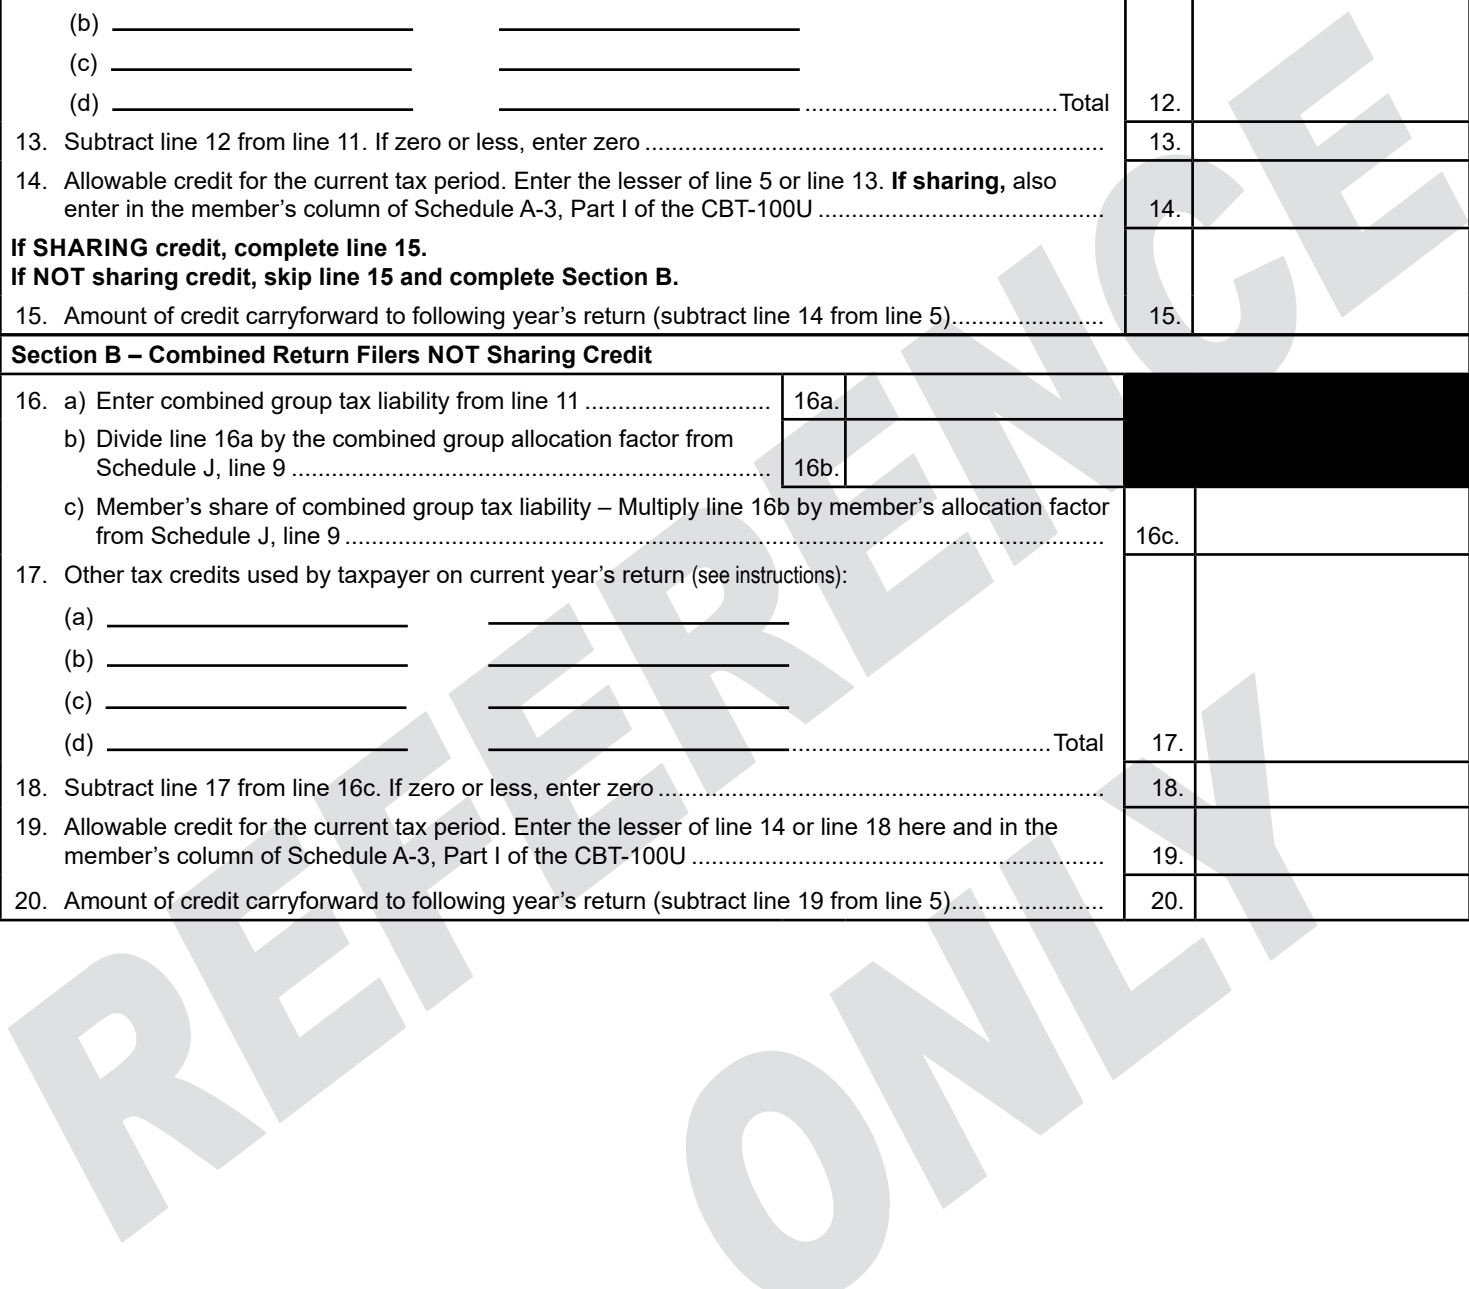 (b)
(c)
(d) ......................................Total 12.
13. Subtract line 12 from line 11. If zero or less, enter zero ..................................................................... 13.
14. Allowable credit for the current tax period. Enter the lesser of line 5 or line 13. If sharing, also
enter in the member’s column of Schedule A-3, Part I of the CBT-100U ........................................... 14.
If SHARING credit, complete line 15.
If NOT sharing credit, skip line 15 and complete Section B.
15. Amount of credit carryforward to following year’s return (subtract line 14 from line 5)....................... 15.
Section B – Combined Return Filers NOT Sharing Credit
16. a) Enter combined group tax liability from line 11 ............................ 16a.
b) Divide line 16a by the combined group allocation factor from
Schedule J, line 9 ........................................................................ 16b.
c) Member’s share of combined group tax liability – Multiply line 16b by member’s allocation factor
from Schedule J, line 9 .................................................................................................................. 16c.
17. Other tax credits used by taxpayer on current year’s return (see instructions):
(a)
(b)
(c)
(d) .......................................Total 17.
18. Subtract line 17 from line 16c. If zero or less, enter zero ................................................................... 18.
19. Allowable credit for the current tax period. Enter the lesser of line 14 or line 18 here and in the
member’s column of Schedule A-3, Part I of the CBT-100U .............................................................. 19.
20. Amount of credit carryforward to following year’s return (subtract line 19 from line 5)....................... 20.
REFERENCE
ONLY